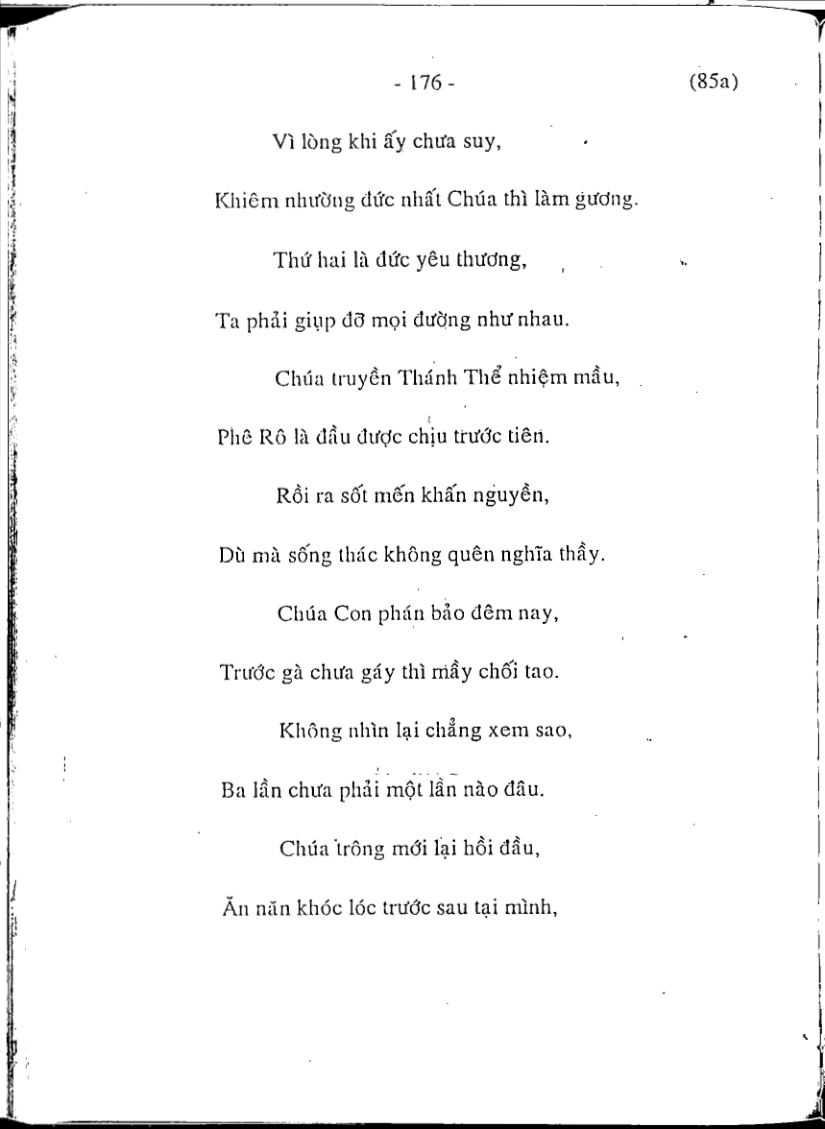 - 176 - (85a)
Vì lòng khi ấy chưa suy,
Khiêm nhường đức nhất Chúa thì làm gương.
Thứ hai là đức yêu thương,
Ta phải giụp đỡ mọi đường như nhau.
Chúa truyền Thánh Thể nhiệm mầu,
Phê Rô là đầu được chịu trước tiên.
Rồi ra sốt mến khấn nguyền,
Dù mà sống thác không quên nghĩa thầy.
Chúa Con phán bảo đêm nay,
Trước gà chưa gáy thì mầy chối tao.
Không nhìn lại chẳng xem sao,
Ba lần chưa phải một lần nào đâu.
Chúa trông mới lại hồi đầu,
Ăn năn khóc lóc trước sau tại mình,